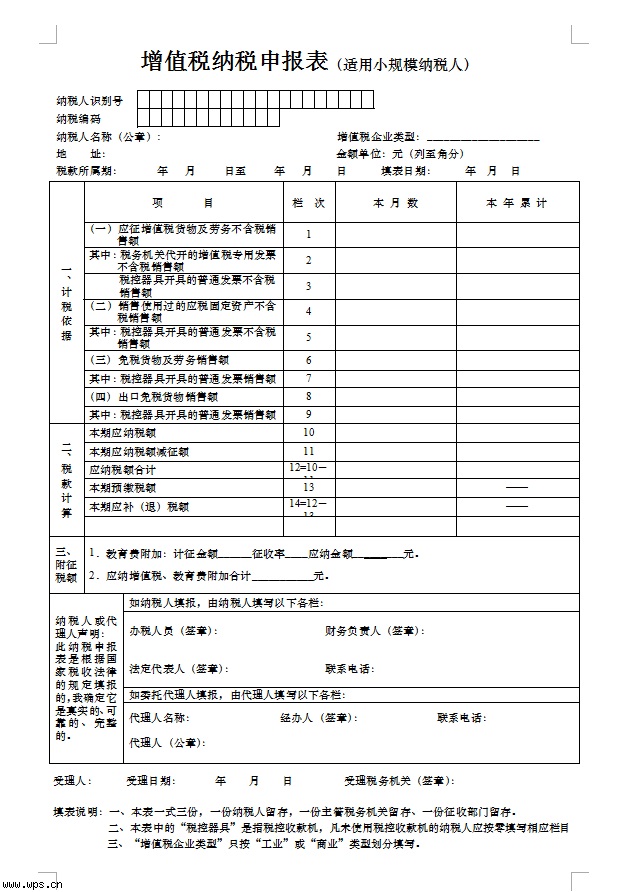 增值税纳税申报表（适用小规模纳税人）
纳税人识别号
纳税编码
纳税人名称（公章）： 增值税企业类型：____________________
地 址： 金额单位：元（列至角分）
税款所属期： 年 月 日至 年 月 日 填表日期： 年 月 日
项 目 栏 次 本 月 数 本 年 累 计
一、计税依据
（一）应征增值税货物及劳务不含税销
售额 1
其中：税务机关代开的增值税专用发票
不含税销售额 2
税控器具开具的普通发票不含税
销售额 3
（二）销售使用过的应税固定资产不含
税销售额 4
其中：税控器具开具的普通发票不含税
销售额 5
（三）免税货物及劳务销售额 6
其中：税控器具开具的普通发票销售额 7
（四）出口免税货物销售额 8
其中：税控器具开具的普通发票销售额 9
二、税款计算
本期应纳税额 10
本期应纳税额减征额 11
应纳税额合计 12=10－
本期预缴税额 13 ——
本期应补（退）税额 14=12－ ——
三、
附征
税额
1．教育费附加：计征金额______征收率____应纳金额_________元。
2．应纳增值税、教育费附加合计___________元。
纳税人或代
理人声明：
此纳税申报
表是根据国
家税收法律
的规定填报
的，我确定它
是真实的、可
靠的、完整
的。
如纳税人填报，由纳税人填写以下各栏：
办税人员（签章）： 财务负责人（签章）：
法定代表人（签章）： 联系电话：
如委托代理人填报，由代理人填写以下各栏：
代理人名称： 经办人（签章）： 联系电话：
代理人（公章）：
受理人： 受理日期： 年 月 日 受理税务机关（签章）：
填表说明：一、本表一式三份，一份纳税人留存，一份主管税务机关留存、一份征收部门留存。
二、本表中的“税控器具”是指税控收款机，凡未使用税控收款机的纳税人应按零填写相应栏目
三、“增值税企业类型”只按“工业”或“商业”类型划分填写。
www.wps.cn